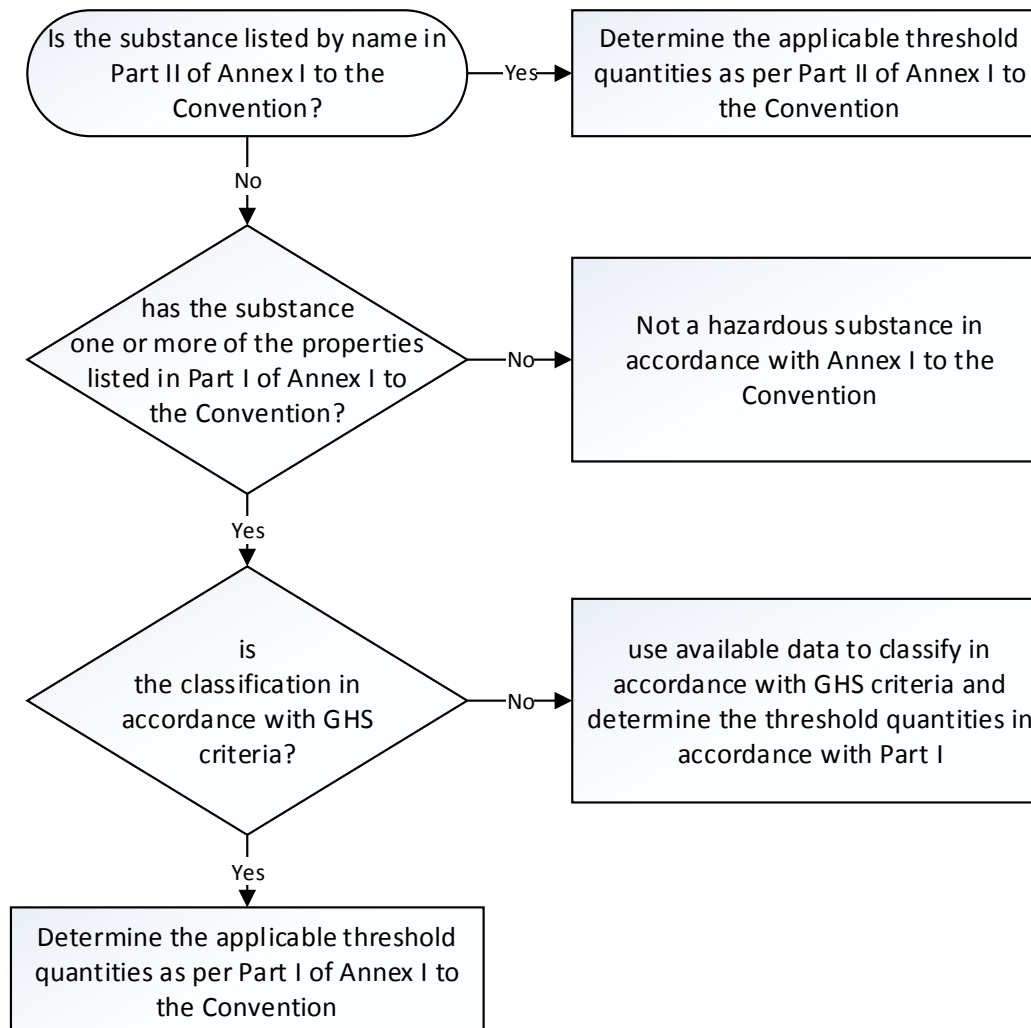 Is the substance listed by name in
Part II of Annex I to the
Convention?
Yes
Determine the applicable threshold
quantities as per Part II of Annex I to
the Convention
No
has the substance
one or more of the properties
listed in Part I of Annex I to
the Convention?
No
Not a hazardous substance in
accordance with Annex I to the
Convention
Yes
is
the classification in
accordance with GHS
criteria?
No
use available data to classify in
accordance with GHS criteria and
determine the threshold quantities in
accordance with Part I
Yes
Determine the applicable threshold
quantities as per Part I of Annex I to
the Convention